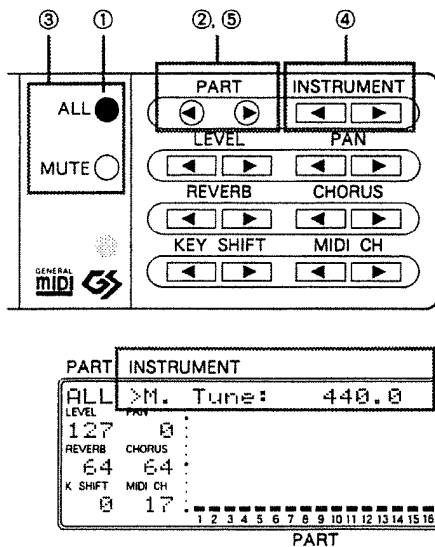 ③ ① ②, ⑤ ④
PART INSTRUMENT
ALL
LEVEL PAN
MUTE
REVERB CHORUS
KEY SHIFT MIDI CH
GENERAL
MIDI GS
PART INSTRUMENT
ALL >M. Tune: 440.0
LEVEL PAN
127 0
REVERB CHORUS
64 64
K SHIFT MIDI CH
0 17
1 2 3 4 5 6 7 8 9 10 11 12 13 14 15 16
PART